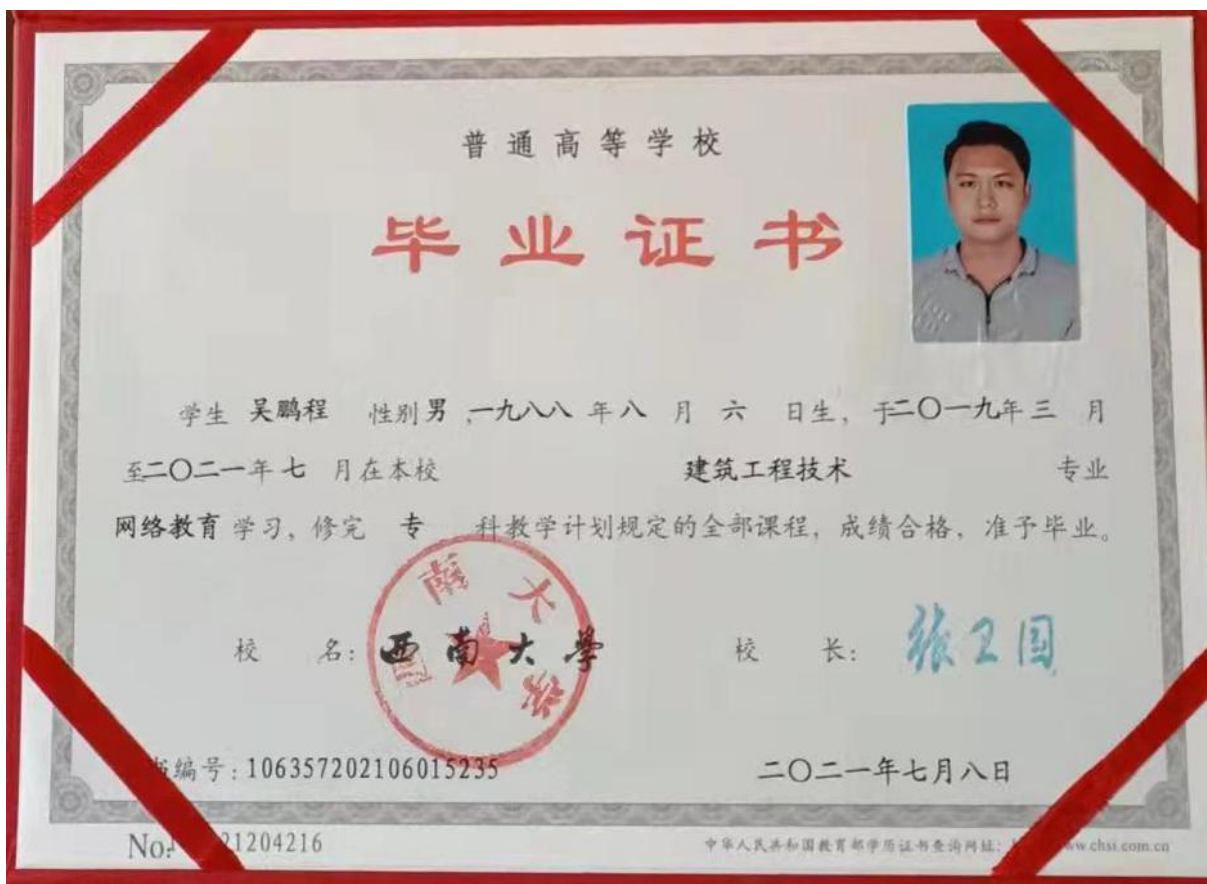 普通高等学校
毕业证书
学生 吴鹏程 性别男,一九八八年八月六日生,于二〇一九年三月
至二〇二一年七月在本校 建筑工程技术 专业
网络教育学习,修完 专 科教学计划规定的全部课程,成绩合格,准予毕业。
南大学
校 名:西南大學 校 长:张卫国
编号:106357202106015235 二〇二一年七月八日
No. 21204216 中华人民共和国教育部学历证书查询网址: www.chsi.com.cn